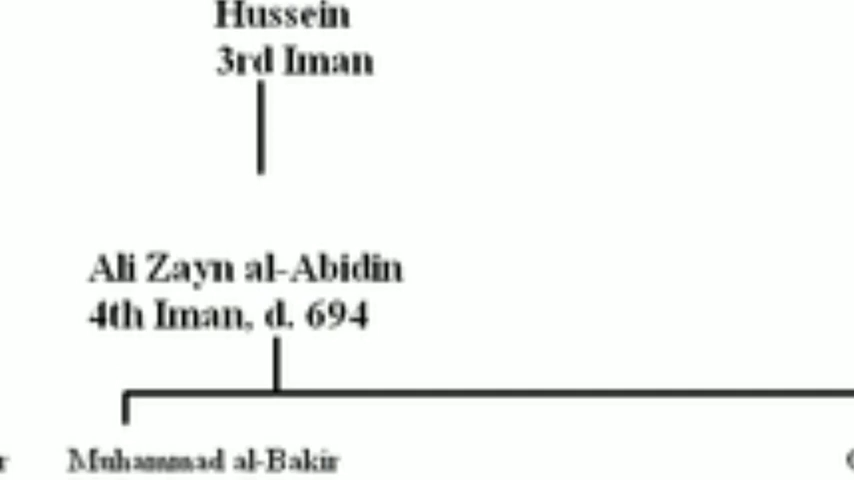 Hussein
3rd Iman
Ali Zayn al-Abidin
4th Iman, d. 694
Muhammad al-Bakir